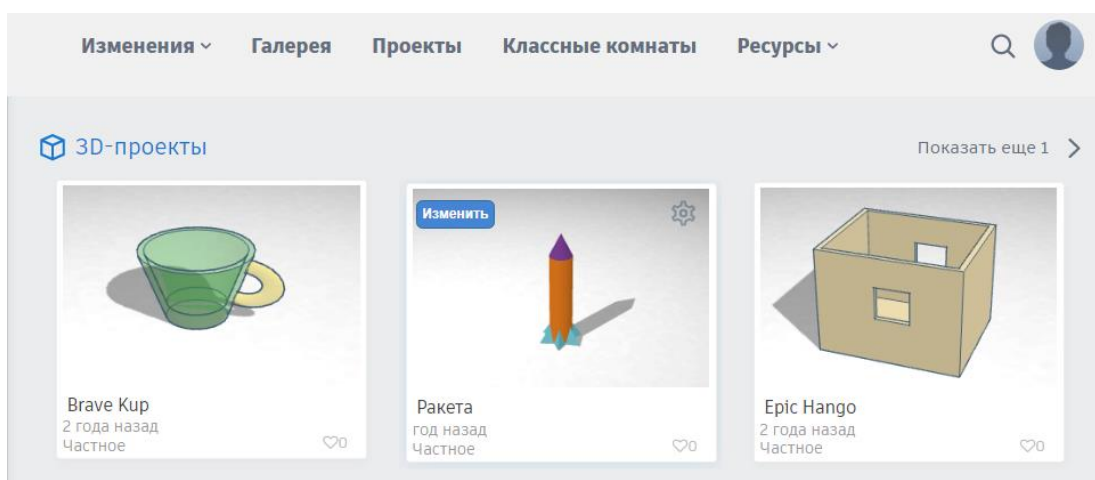 Изменения Галерея Проекты Классные комнаты Ресурсы
3D-проекты
Показать еще 1
Изменить
Brave Kup
2 года назад
Частное
0
Ракета
год назад
Частное
0
Epic Hango
2 года назад
Частное
0